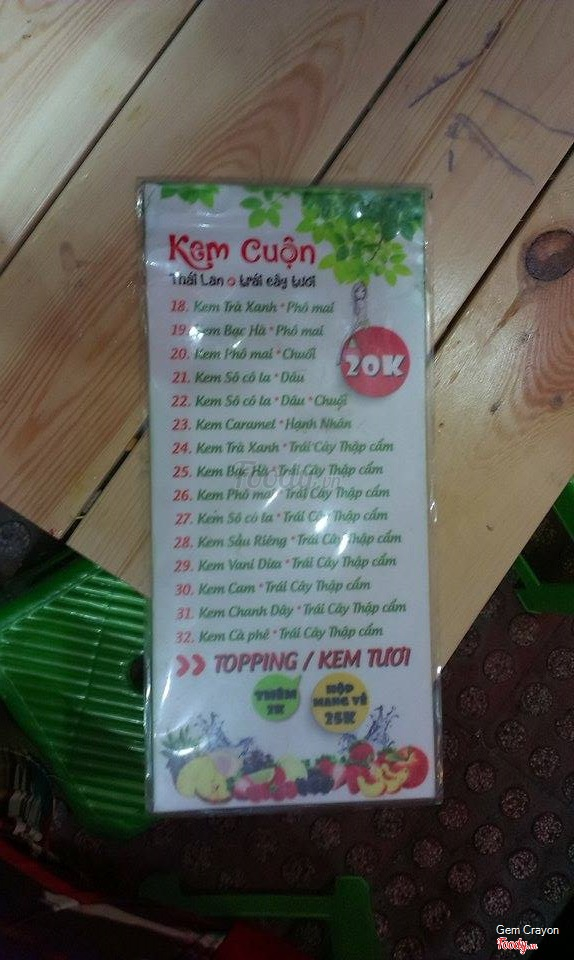 Kem Cuộn
Thái Lan trái cây tươi
18. Kem Trà Xanh * Phô mai
19. Kem Bạc Hà * Phô mai
20. Kem Phô mai * Chuối
20K
21. Kem Sô cô la * Dâu
22. Kem Sô cô la * Dâu * Chuối
23. Kem Caramel * Hạnh Nhân
24. Kem Trà Xanh * Trái Cây Thập cẩm
25. Kem Bạc Hà * Trái Cây Thập cẩm
Foody.vn
26. Kem Phô mai * Trái Cây Thập cẩm
27. Kem Sô cô la * Trái Cây Thập cẩm
28. Kem Sầu Riêng * Trái Cây Thập cẩm
29. Kem Vani Dừa * Trái Cây Thập cẩm
30. Kem Cam * Trái Cây Thập cẩm
31. Kem Chanh Dây * Trái Cây Thập cẩm
32. Kem Cà phê * Trái Cây Thập cẩm
TOPPING / KEM TƯƠI
THÊM
2K
HỘP
MANG VỀ
25K
Gem Crayon
Foody.vn